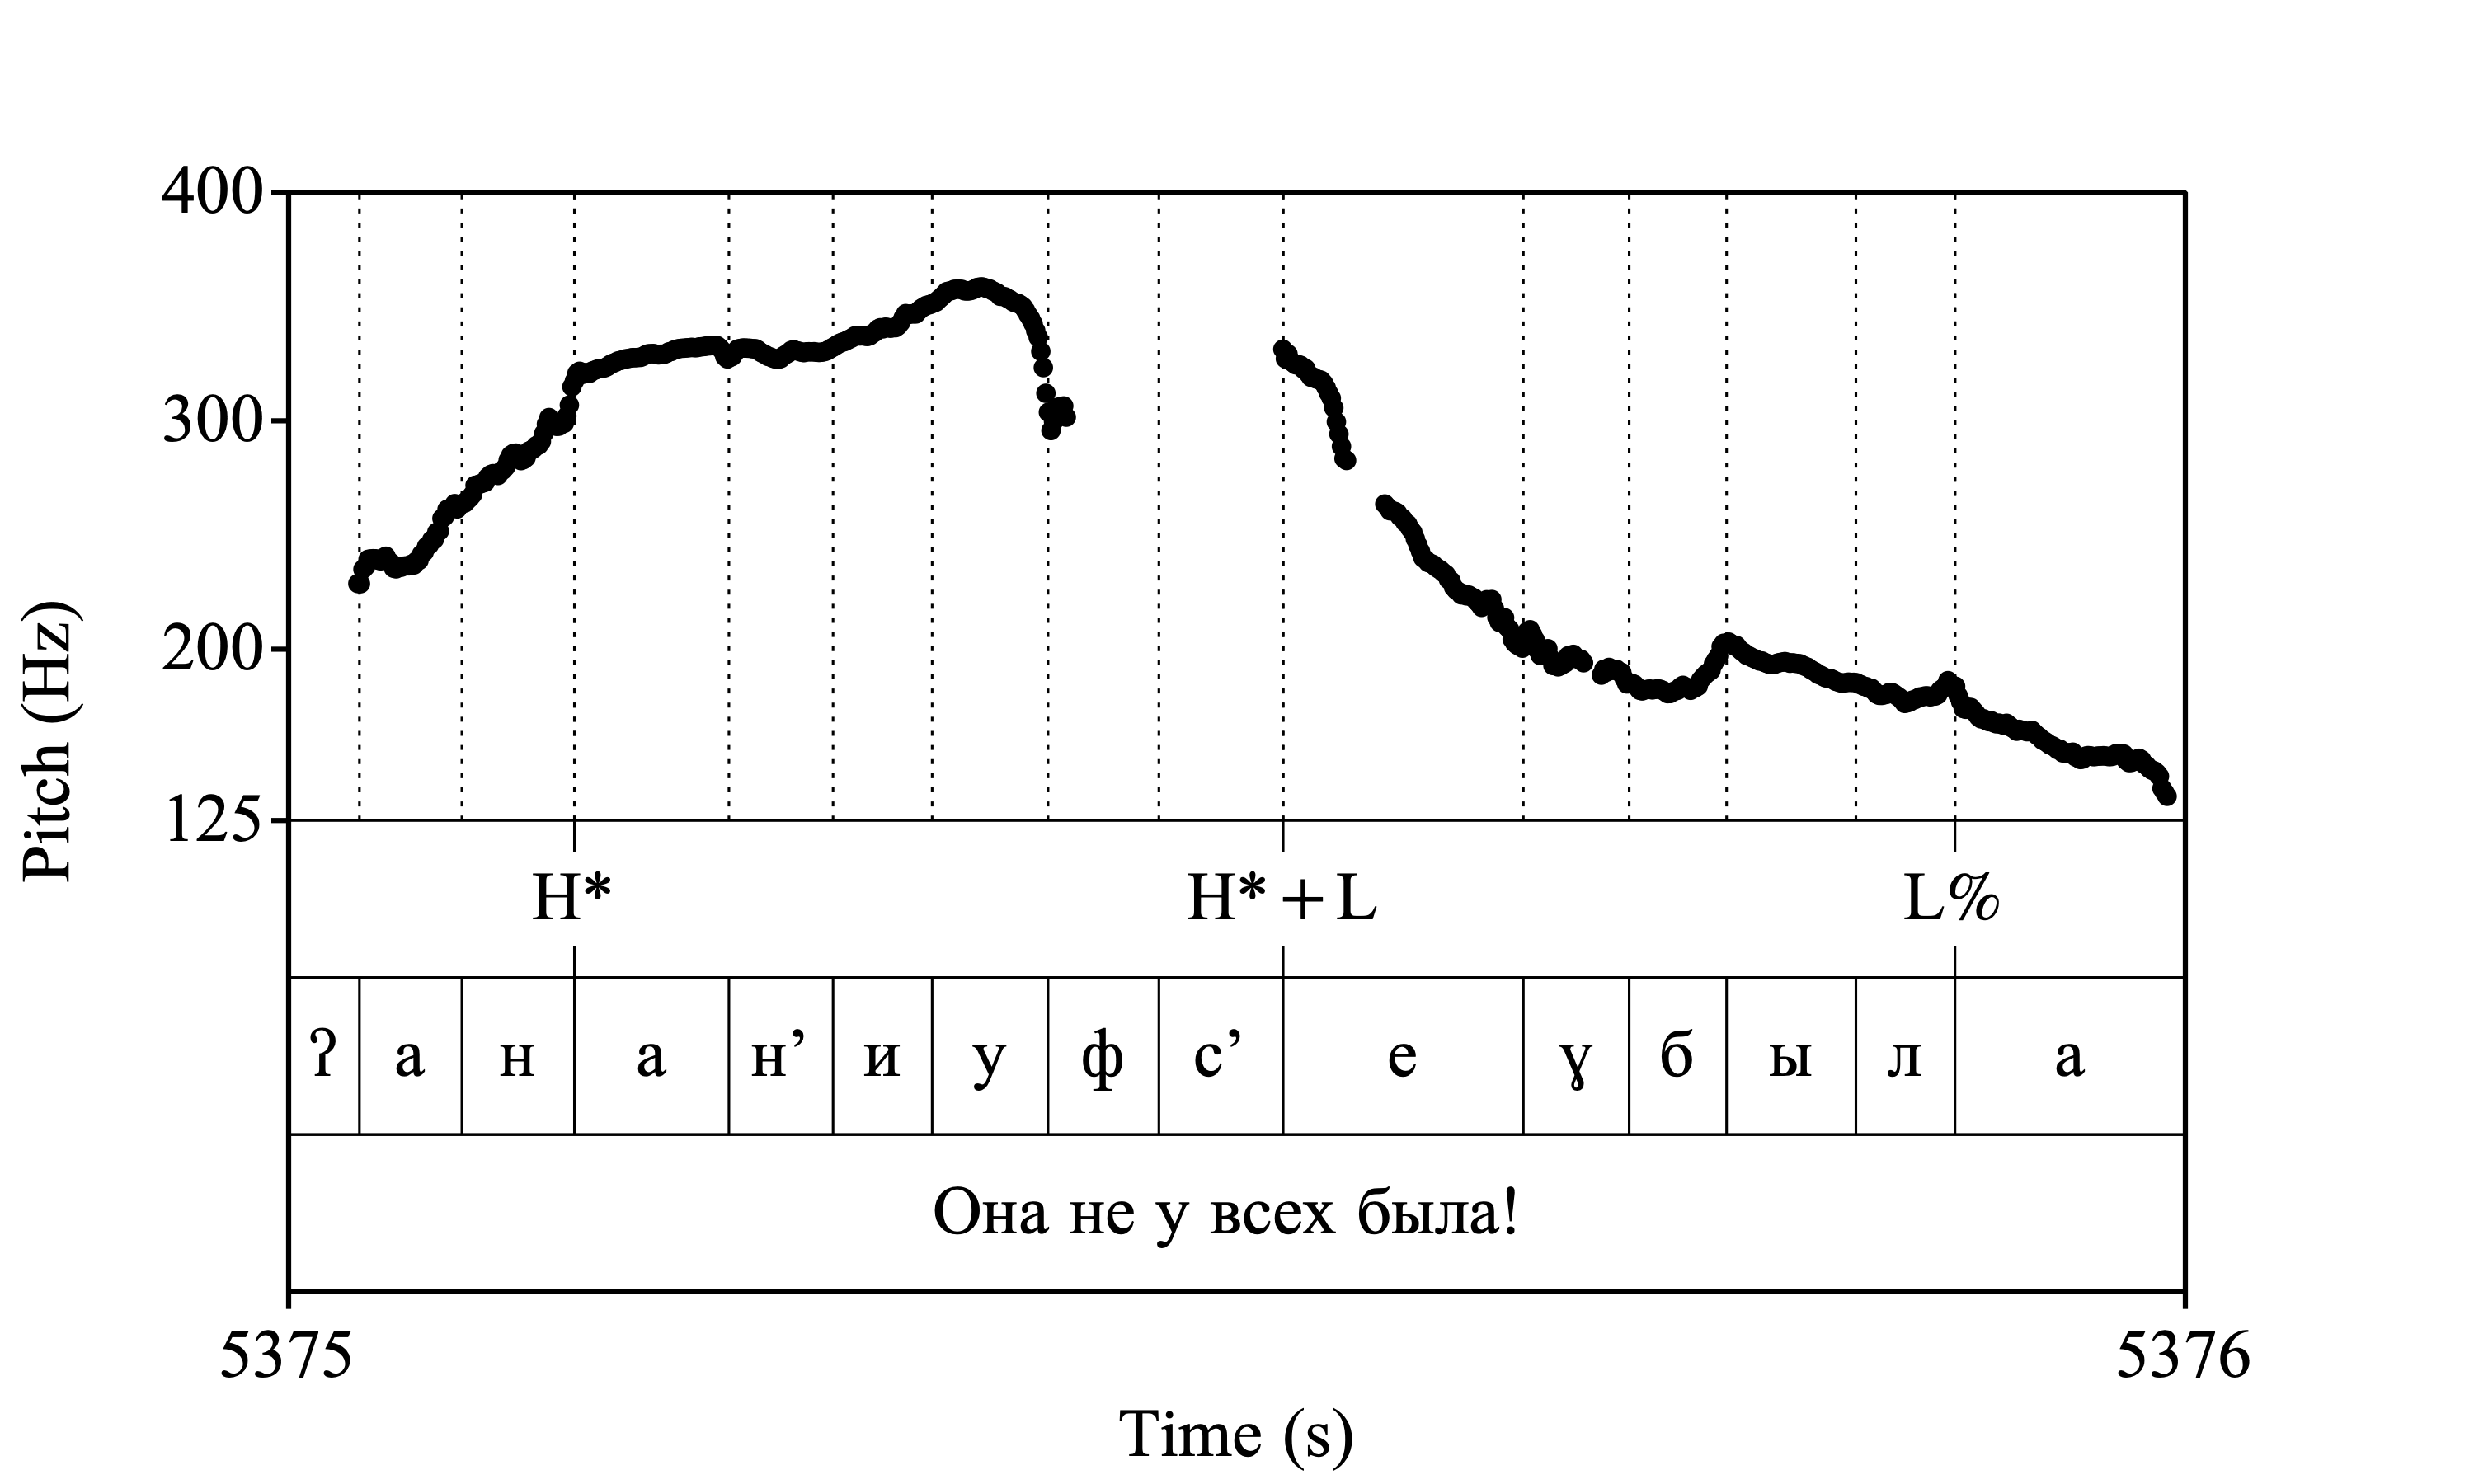 400
300
200
125
Pitch (Hz)
H* H*+L L%
ʔ а н а н’ и у ф с’ е ɣ б ы л а
Она не у всех была!
5375 5376
Time (s)